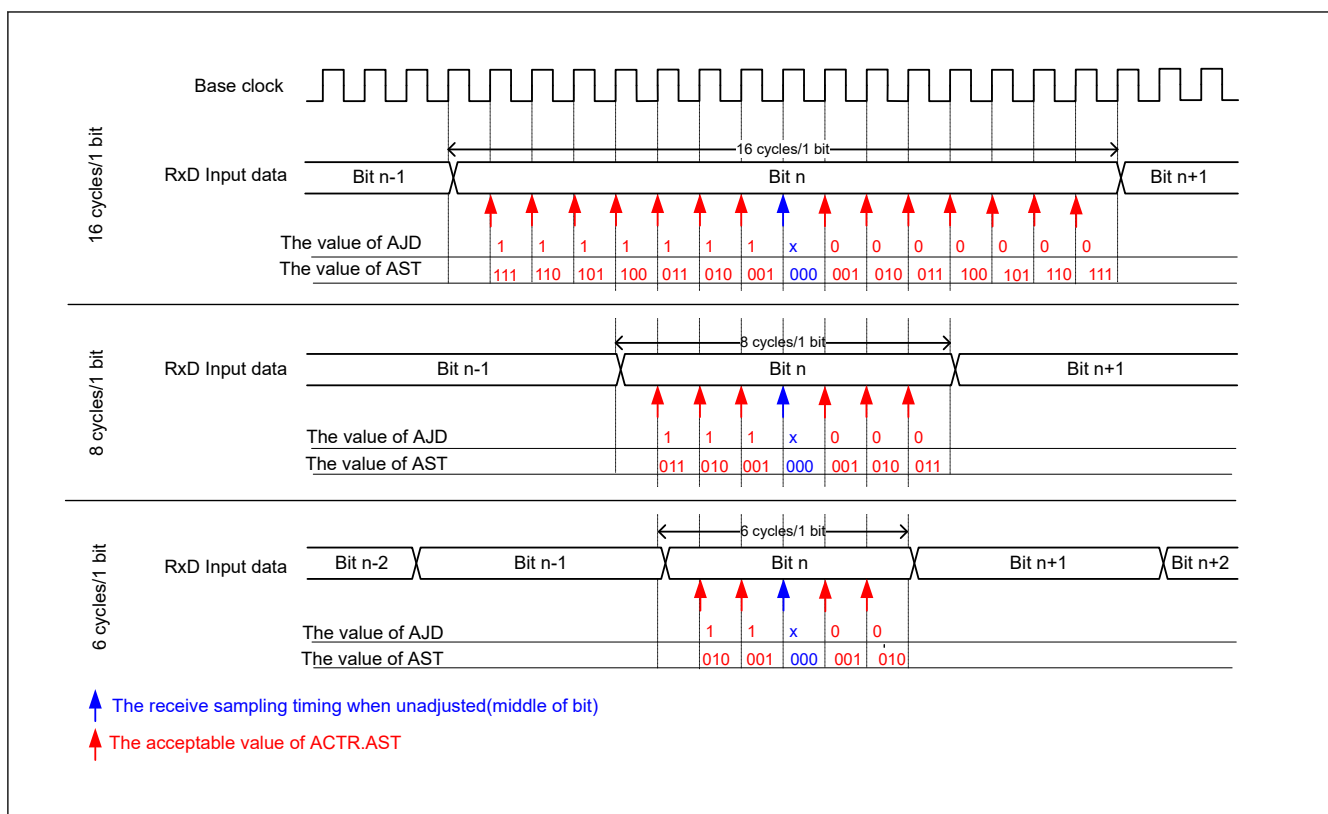 Base clock
16 cycles/1 bit
16 cycles/1 bit
RxD Input data Bit n-1 Bit n Bit n+1
The value of AJD 1 1 1 1 1 1 1 x 0 0 0 0 0 0 0
The value of AST 111 110 101 100 011 010 001 000 001 010 011 100 101 110 111
8 cycles/1 bit
8 cycles/1 bit
RxD Input data Bit n-1 Bit n Bit n+1
The value of AJD 1 1 1 x 0 0 0
The value of AST 011 010 001 000 001 010 011
6 cycles/1 bit
6 cycles/1 bit
RxD Input data Bit n-2 Bit n-1 Bit n Bit n+1 Bit n+2
The value of AJD 1 1 x 0 0
The value of AST 010 001 000 001 010
The receive sampling timing when unadjusted(middle of bit)
The acceptable value of ACTR.AST